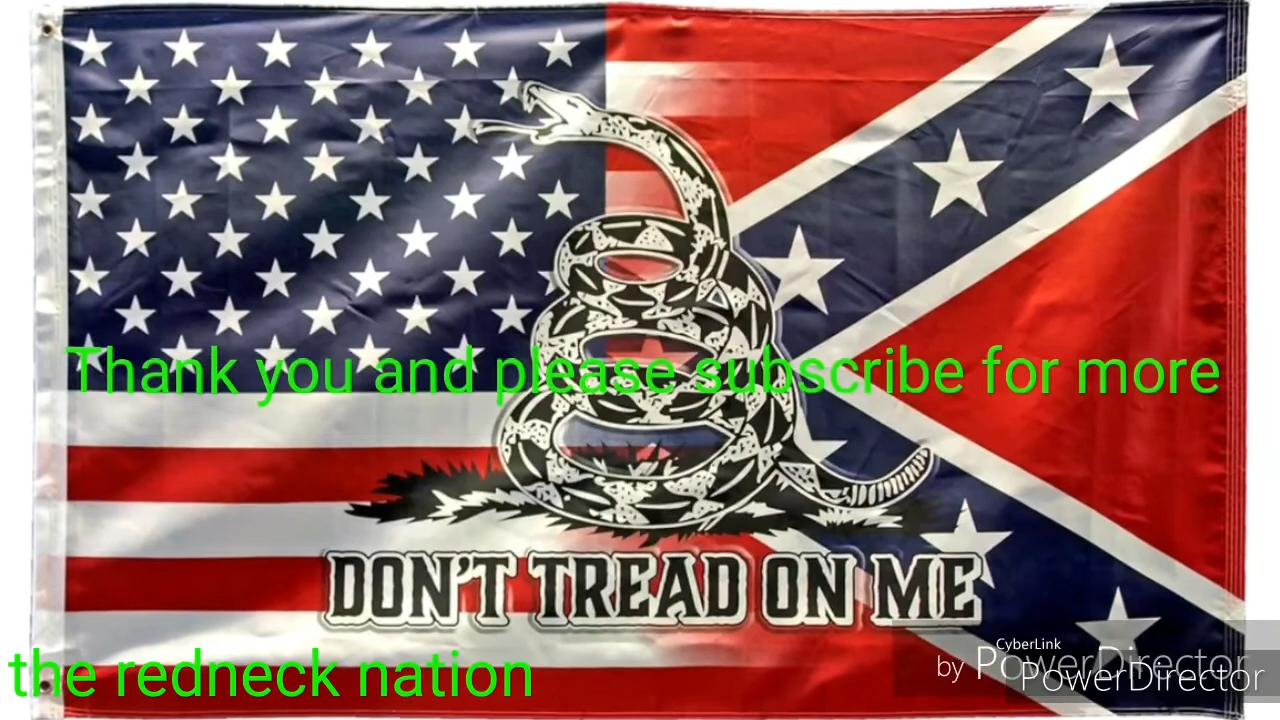 Thank you and please subscribe for more
DON'T TREAD ON ME
the redneck nation
CyberLink
by PowerDirector
PowerDirector